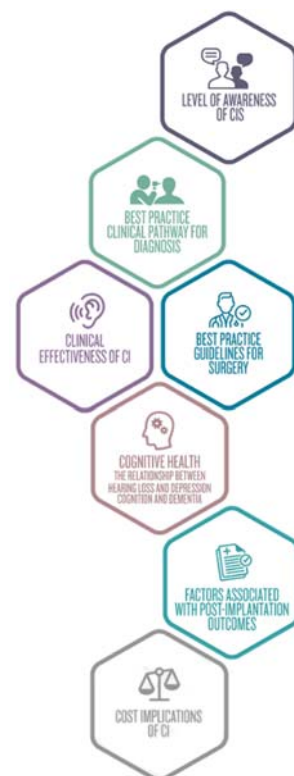 LEVEL OF AWARENESS
OF CIS
BEST PRACTICE
CLINICAL PATHWAY FOR
DIAGNOSIS
CLINICAL
EFFECTIVENESS OF CI
BEST PRACTICE
GUIDELINES FOR
SURGERY
COGNITIVE HEALTH
THE RELATIONSHIP BETWEEN
HEARING LOSS AND DEPRESSION
COGNITION AND DEMENTIA
FACTORS ASSOCIATED
WITH POST-IMPLANTATION
OUTCOMES
COST IMPLICATIONS
OF CI